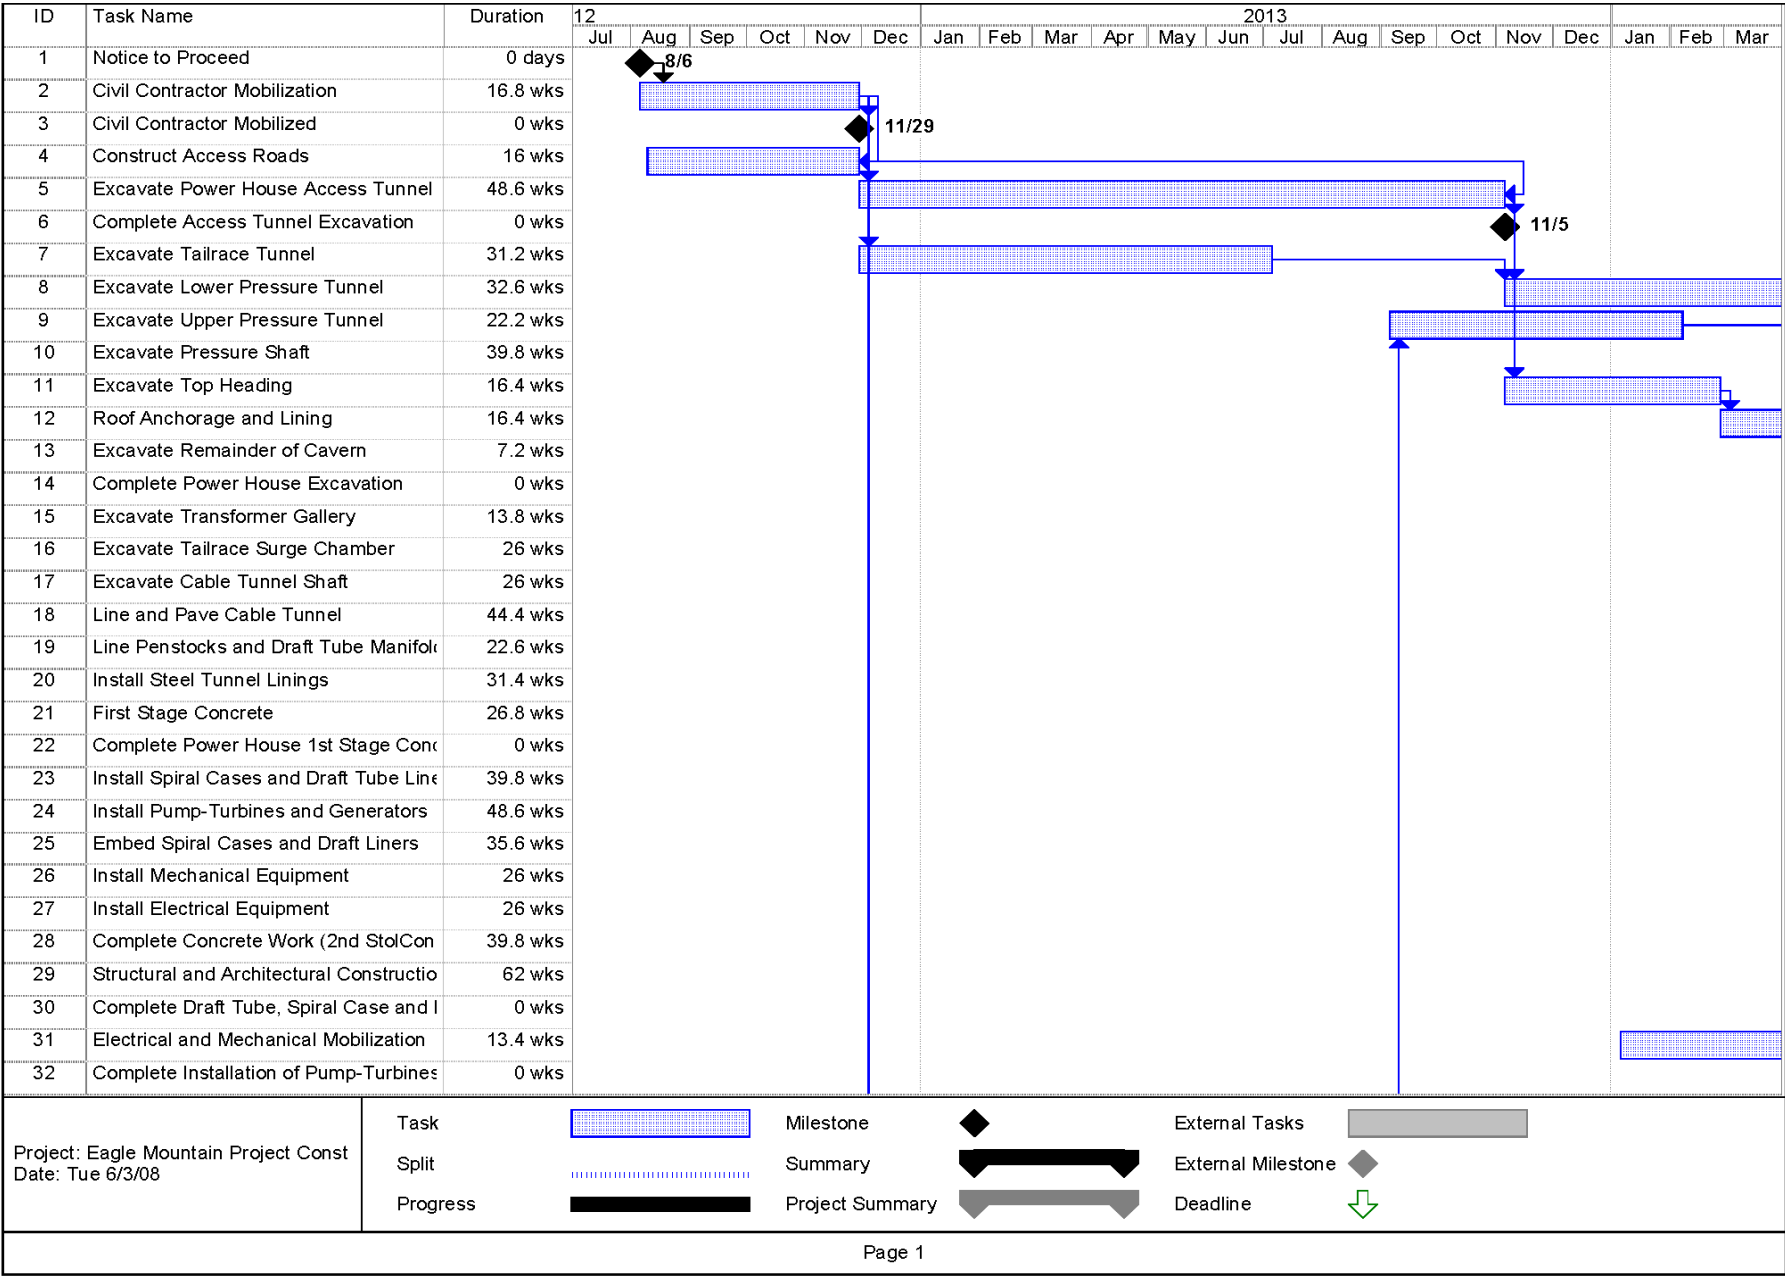 ID Task Name Duration 12 2013
Jul Aug Sep Oct Nov Dec Jan Feb Mar Apr May Jun Jul Aug Sep Oct Nov Dec Jan Feb Mar
1 Notice to Proceed 0 days 8/6
2 Civil Contractor Mobilization 16.8 wks
3 Civil Contractor Mobilized 0 wks 11/29
4 Construct Access Roads 16 wks
5 Excavate Power House Access Tunnel 48.6 wks
6 Complete Access Tunnel Excavation 0 wks 11/5
7 Excavate Tailrace Tunnel 31.2 wks
8 Excavate Lower Pressure Tunnel 32.6 wks
9 Excavate Upper Pressure Tunnel 22.2 wks
10 Excavate Pressure Shaft 39.8 wks
11 Excavate Top Heading 16.4 wks
12 Roof Anchorage and Lining 16.4 wks
13 Excavate Remainder of Cavern 7.2 wks
14 Complete Power House Excavation 0 wks
15 Excavate Transformer Gallery 13.8 wks
16 Excavate Tailrace Surge Chamber 26 wks
17 Excavate Cable Tunnel Shaft 26 wks
18 Line and Pave Cable Tunnel 44.4 wks
19 Line Penstocks and Draft Tube Manifol 22.6 wks
20 Install Steel Tunnel Linings 31.4 wks
21 First Stage Concrete 26.8 wks
22 Complete Power House 1st Stage Con 0 wks
23 Install Spiral Cases and Draft Tube Line 39.8 wks
24 Install Pump-Turbines and Generators 48.6 wks
25 Embed Spiral Cases and Draft Liners 35.6 wks
26 Install Mechanical Equipment 26 wks
27 Install Electrical Equipment 26 wks
28 Complete Concrete Work (2nd StolCon 39.8 wks
29 Structural and Architectural Constructio 62 wks
30 Complete Draft Tube, Spiral Case and 0 wks
31 Electrical and Mechanical Mobilization 13.4 wks
32 Complete Installation of Pump-Turbines 0 wks
Project: Eagle Mountain Project Const
Date: Tue 6/3/08
Task Milestone External Tasks
Split Summary External Milestone
Progress Project Summary Deadline
Page 1